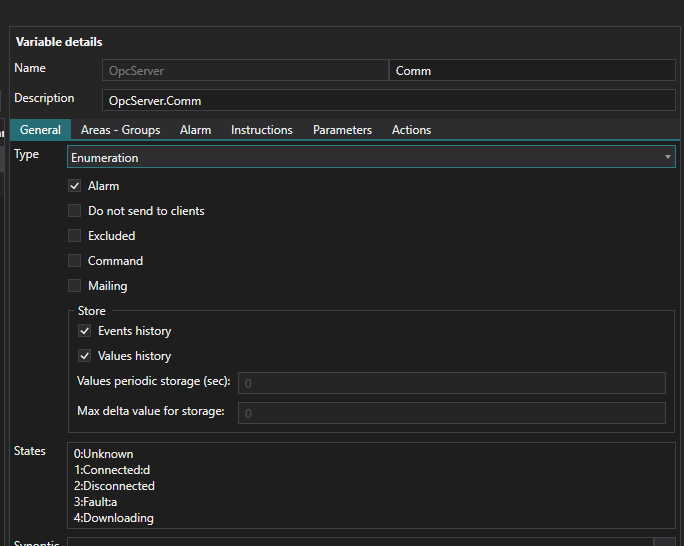 Variable details
Name OpcServer Comm
Description OpcServer.Comm
General Areas - Groups Alarm Instructions Parameters Actions
Type Enumeration
Alarm
Do not send to clients
Excluded
Command
Mailing
Store
Events history
Values history
Values periodic storage (sec): 0
Max delta value for storage: 0
States 0:Unknown
1:Connected:d
2:Disconnected
3:Fault:a
4:Downloading
Synoptic